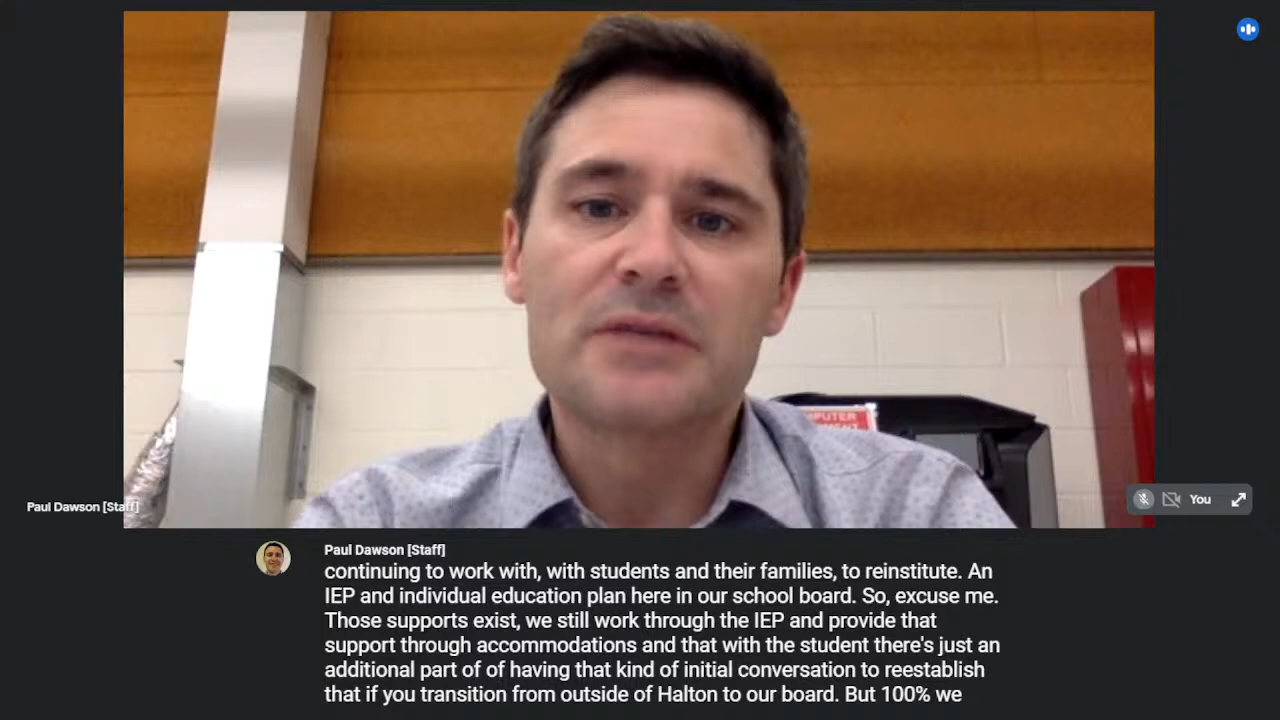 PUTER
You
Paul Dawson [Staff]
Paul Dawson [Staff]
continuing to work with, with students and their families, to reinstitute. An
IEP and individual education plan here in our school board. So, excuse me.
Those supports exist, we still work through the IEP and provide that
support through accommodations and that with the student there's just an
additional part of of having that kind of initial conversation to reestablish
that if you transition from outside of Halton to our board. But 100% we